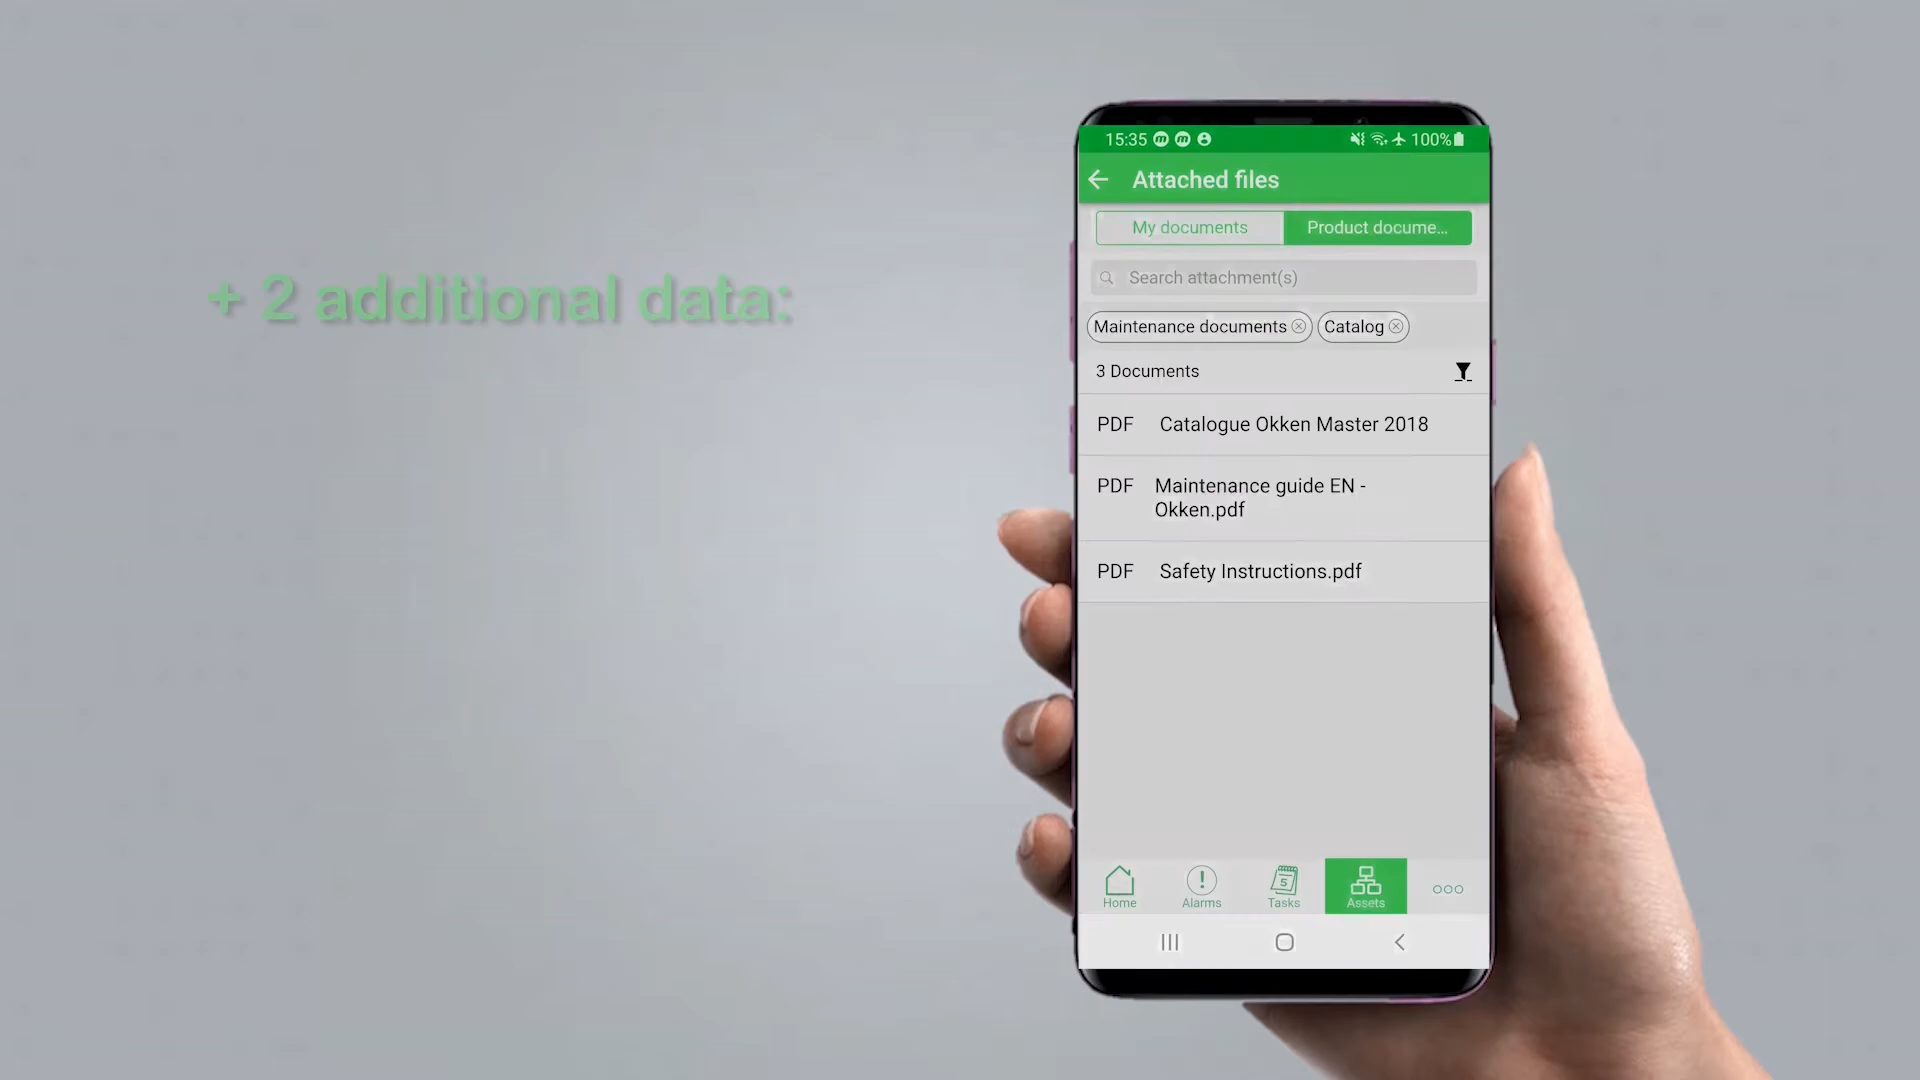 + 2 additional data:
15:35 100%
Attached files
My documents Product docume...
Search attachment(s)
Maintenance documents Catalog
3 Documents
PDF Catalogue Okken Master 2018
PDF Maintenance guide EN -
Okken.pdf
PDF Safety Instructions.pdf
5
Home Alarms Tasks Assets